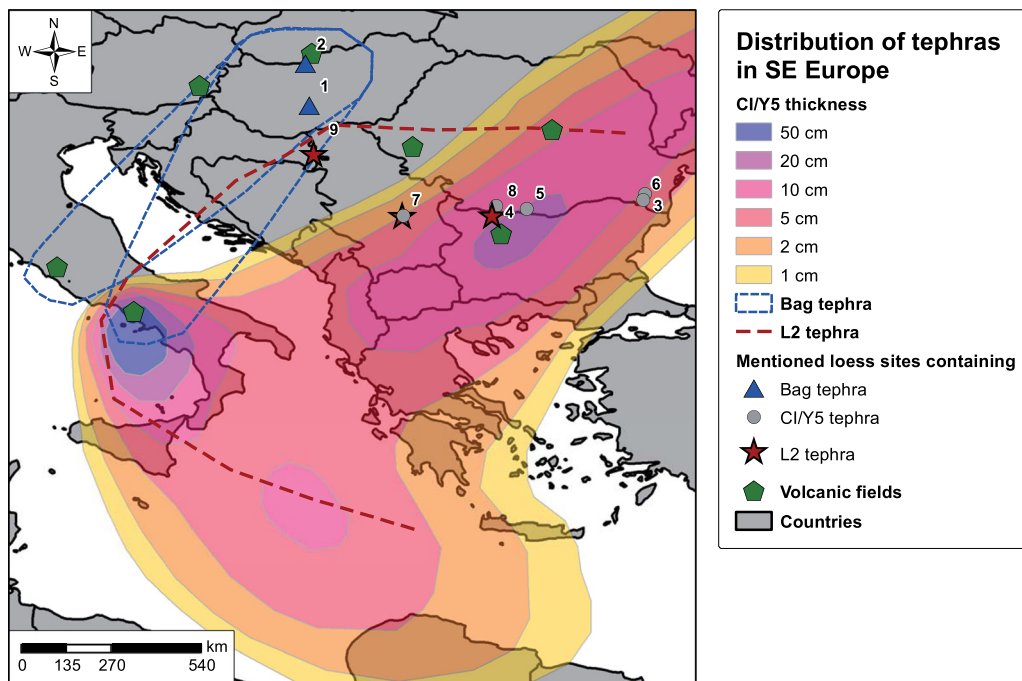 N
W E
S
2
1
9
7
8
5
4
6
3
km
0 135 270 540
Distribution of tephras
in SE Europe
CI/Y5 thickness
50 cm
20 cm
10 cm
5 cm
2 cm
1 cm
Bag tephra
L2 tephra
Mentioned loess sites containing
Bag tephra
CI/Y5 tephra
L2 tephra
Volcanic fields
Countries